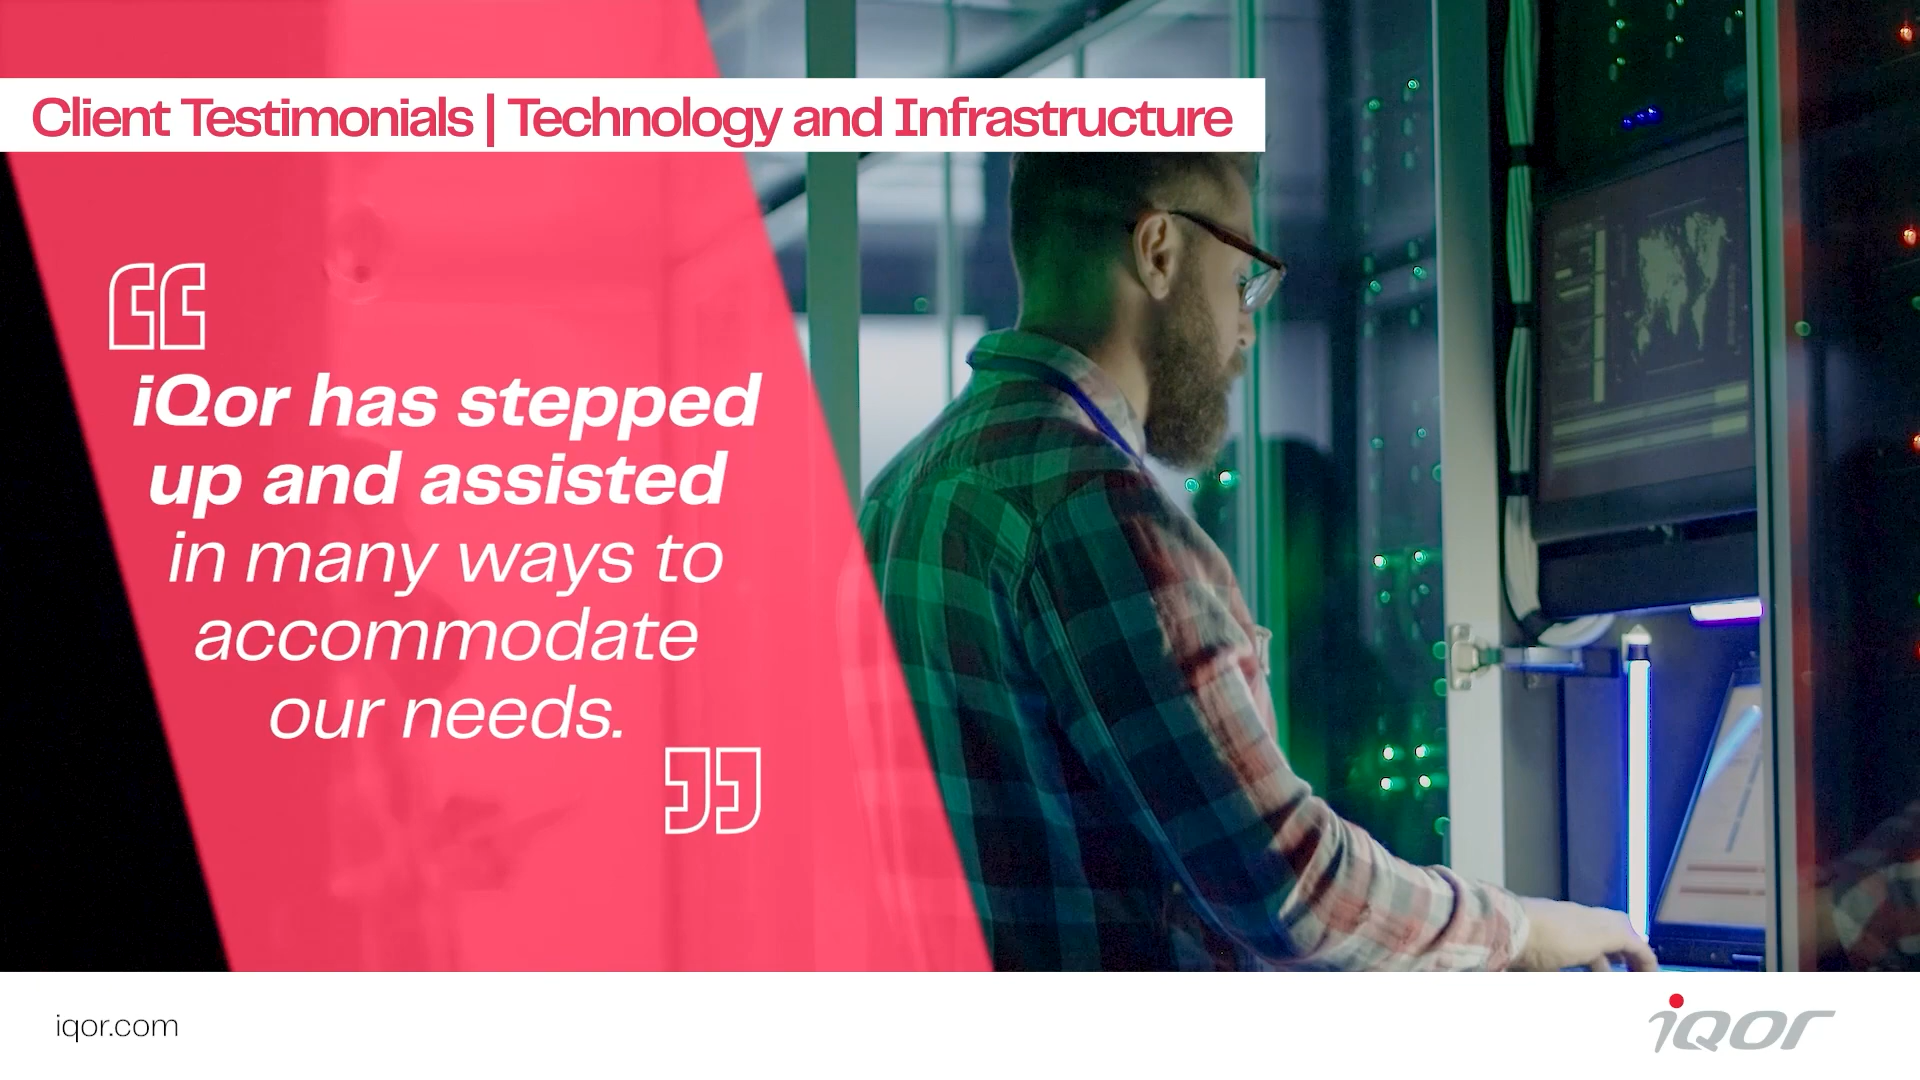 Client Testimonials | Technology and Infrastructure
iQor has stepped
up and assisted
in many ways to
accommodate
our needs.
iqor.com
iqor